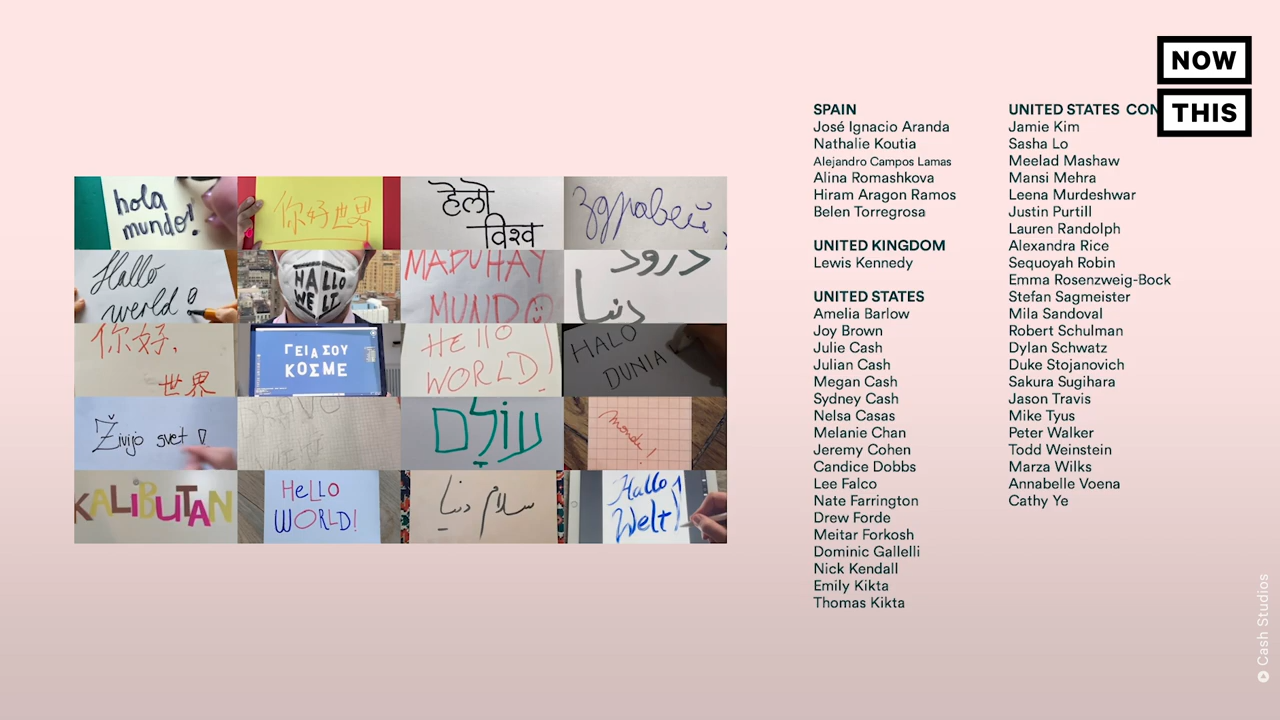 NOW
THIS
hola
mundo!
你好世界
हेलो
विश्व
здравей,
Hallo
wereld
HALLO
WELT
MABUHAY
MUNDO
درود
دنیا
你好,
世界
ΓΕΙΑ ΣΟΥ
ΚΟΣΜΕ
HELLO
WORLD!
HALO
DUNIA
Živijo svet!
עולָם
monde!
KALIBUTAN
HELLO
WORLD!
سلام دنیا
Hallo
Welt!
SPAIN
José Ignacio Aranda
Nathalie Koutia
Alejandro Campos Lamas
Alina Romashkova
Hiram Aragon Ramos
Belen Torregrosa
UNITED KINGDOM
Lewis Kennedy
UNITED STATES
Amelia Barlow
Joy Brown
Julie Cash
Julian Cash
Megan Cash
Sydney Cash
Nelsa Casas
Melanie Chan
Jeremy Cohen
Candice Dobbs
Lee Falco
Nate Farrington
Drew Forde
Meitar Forkosh
Dominic Gallelli
Nick Kendall
Emily Kikta
Thomas Kikta
UNITED STATES CON
Jamie Kim
Sasha Lo
Meelad Mashaw
Mansi Mehra
Leena Murdeshwar
Justin Purtill
Lauren Randolph
Alexandra Rice
Sequoyah Robin
Emma Rosenzweig-Bock
Stefan Sagmeister
Mila Sandoval
Robert Schulman
Dylan Schwatz
Duke Stojanovich
Sakura Sugihara
Jason Travis
Mike Tyus
Peter Walker
Todd Weinstein
Marza Wilks
Annabelle Voena
Cathy Ye
Cash Studios